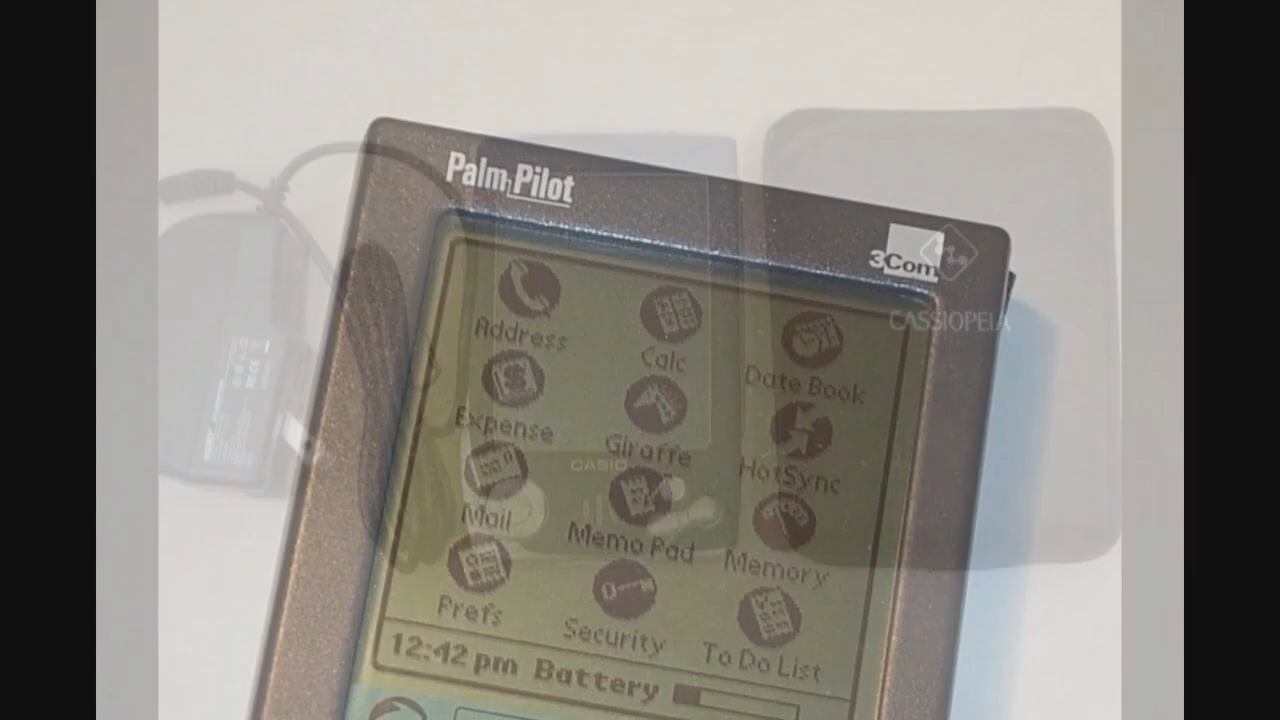 Palm Pilot
3Com
CASSIOPEIA
Address
Calc
Date Book
Expense
Giraffe
HotSync
CASIO
Mail
Memo Pad
Memory
Prefs
Security
To Do List
12:42 pm Battery